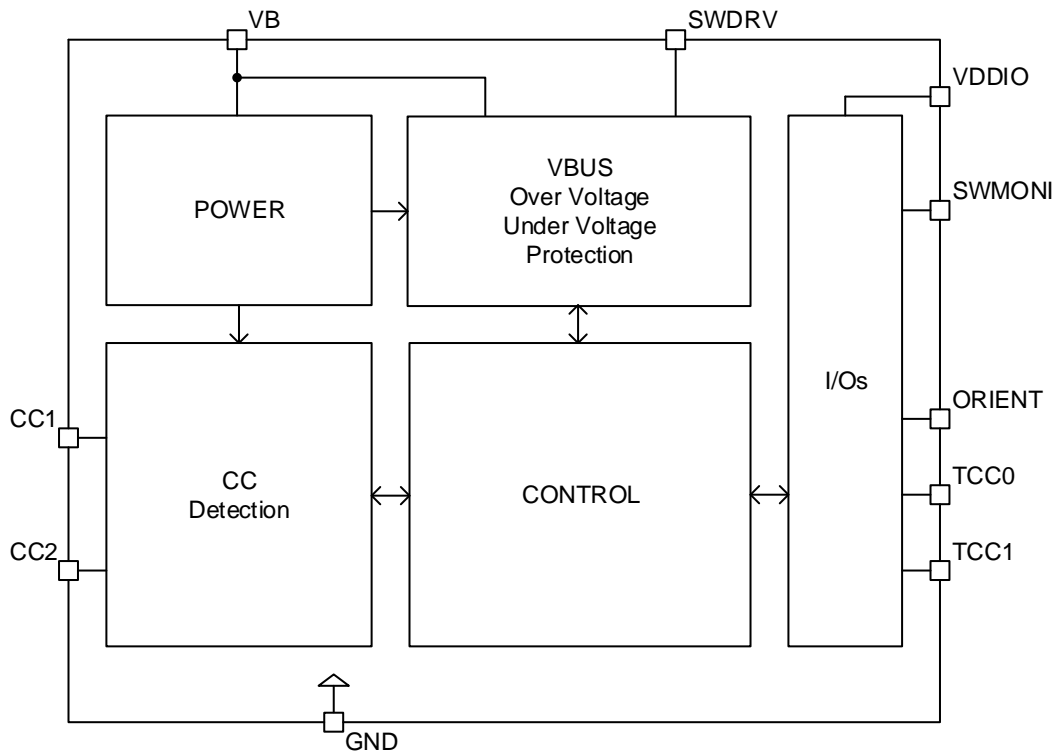 VB
SWDRV
VDDIO
SWMONI
POWER
VBUS
Over Voltage
Under Voltage
Protection
I/Os
ORIENT
CC1
CC
Detection
CONTROL
TCC0
CC2
TCC1
GND